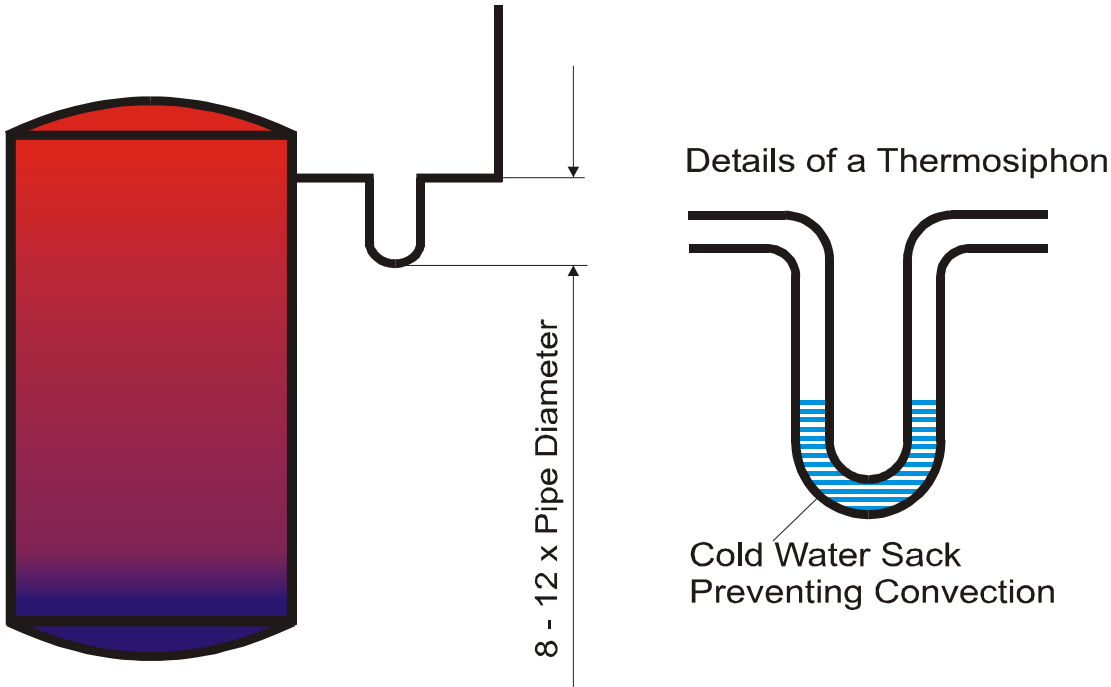 Details of a Thermosiphon
8 - 12 x Pipe Diameter
Cold Water Sack
Preventing Convection